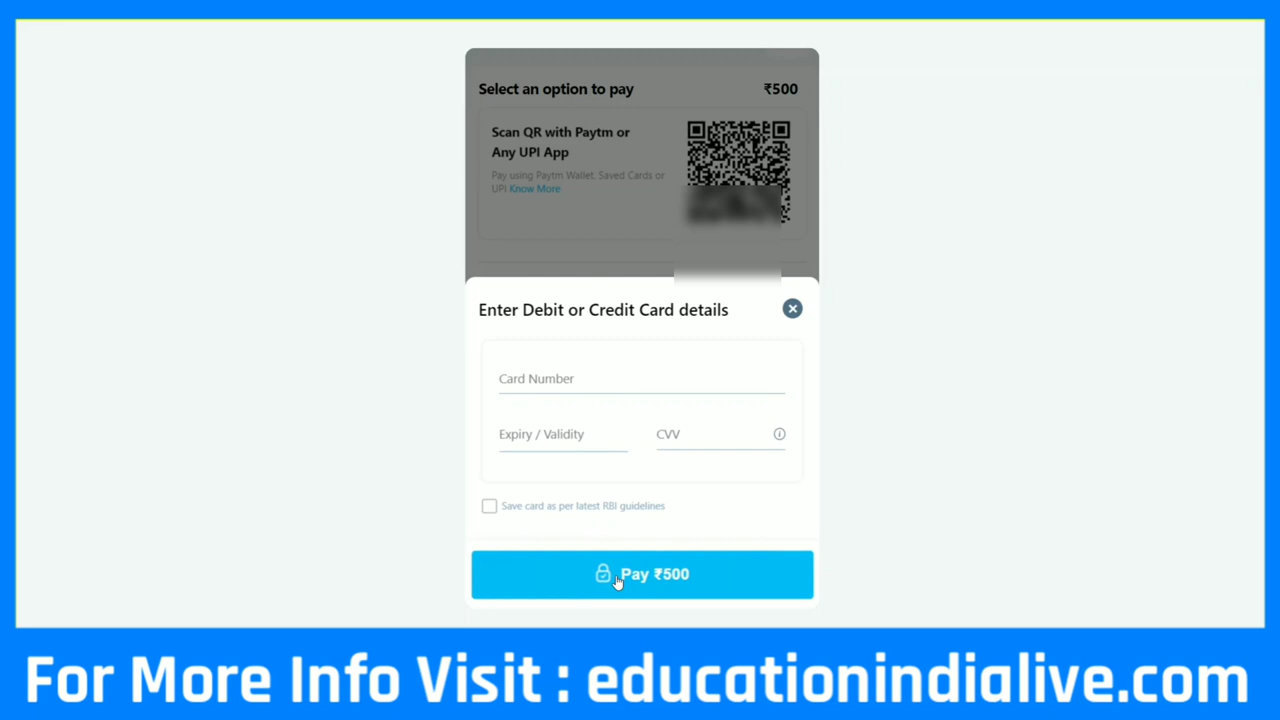 Select an option to pay ₹500
Scan QR with Paytm or
Any UPI App
Pay using Paytm Wallet, Saved Cards or
UPI Know More
Enter Debit or Credit Card details
Card Number
Expiry / Validity CVV
Save card as per latest RBI guidelines
Pay ₹500
For More Info Visit : educationindialive.com